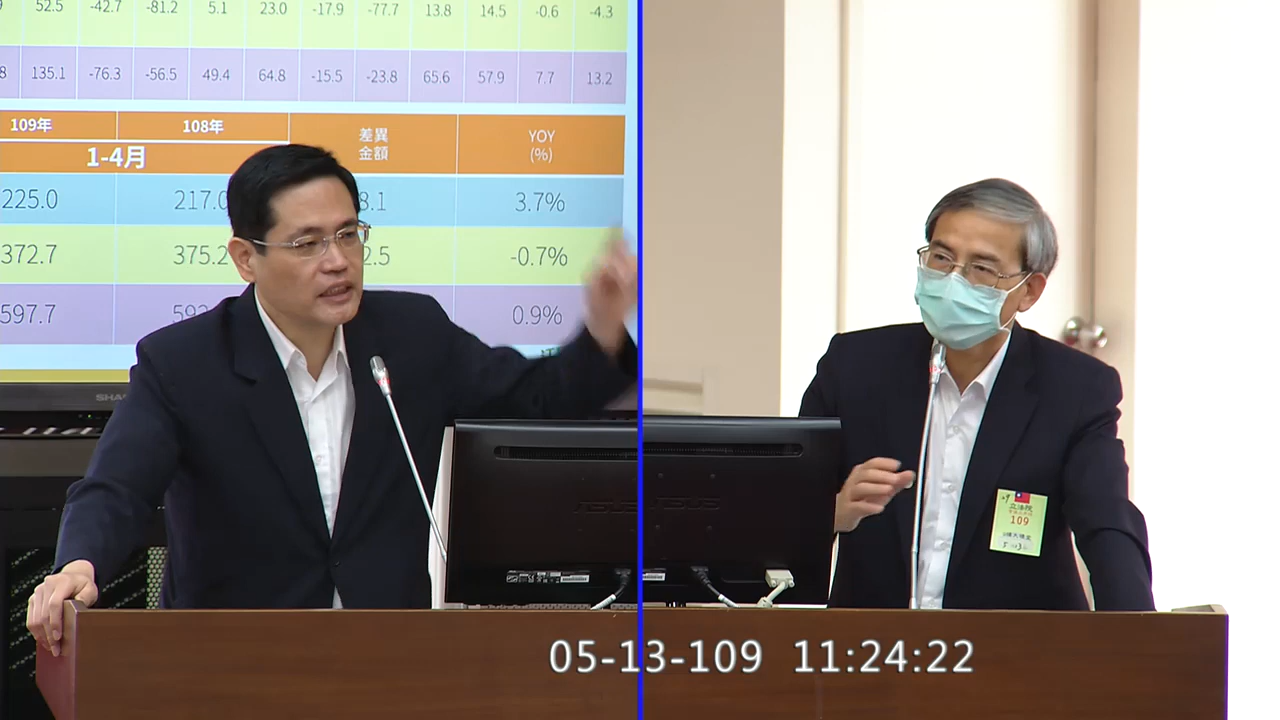 52.5 -42.7 -81.2 5.1 23.0 -17.9 -77.7 13.8 14.5 -0.6 -4.3
135.1 -76.3 -56.5 49.4 64.8 -15.5 -23.8 65.6 57.9 7.7 13.2
109年 108年 差異金額 YOY (%)
1-4月
225.0 217.0 8.1 3.7%
372.7 375.2 2.5 -0.7%
597.7 0.9%
立法院
109
05-13-109 11:24:22